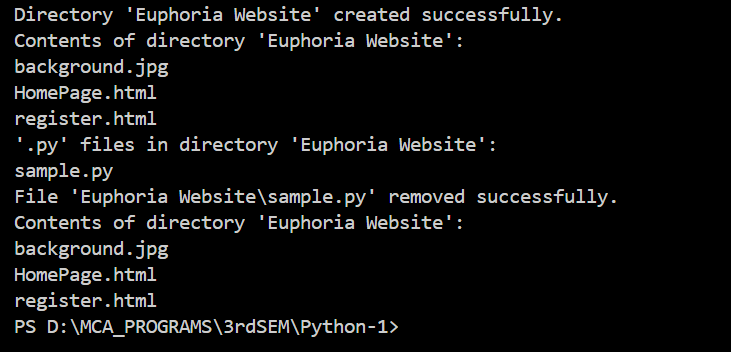 Directory 'Euphoria Website' created successfully.
Contents of directory 'Euphoria Website':
background.jpg
HomePage.html
register.html
'.py' files in directory 'Euphoria Website':
sample.py
File 'Euphoria Website\sample.py' removed successfully.
Contents of directory 'Euphoria Website':
background.jpg
HomePage.html
register.html
PS D:\MCA_PROGRAMS\3rdSEM\Python-1>